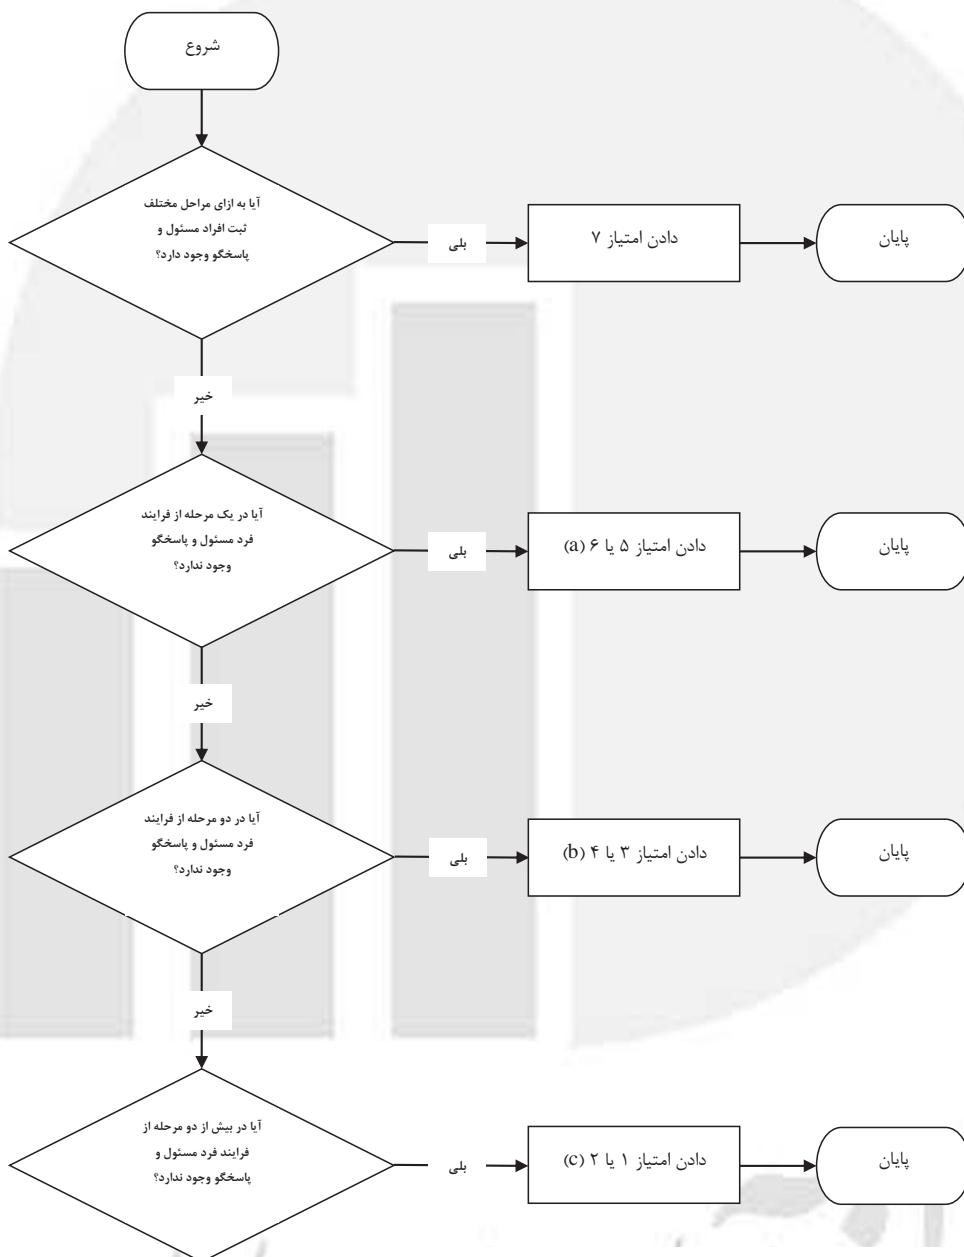 شروع
آیا به ازای مراحل مختلف
ثبت افراد مسئول و
پاسخگو وجود دارد؟
بلی
دادن امتیاز ۷
پایان
خیر
آیا در یک مرحله از فرایند
فرد مسئول و پاسخگو
وجود ندارد؟
بلی
دادن امتیاز ۵ یا ۶ (a)
پایان
خیر
آیا در دو مرحله از فرایند
فرد مسئول و پاسخگو
وجود ندارد؟
بلی
دادن امتیاز ۳ یا ۴ (b)
پایان
خیر
آیا در بیش از دو مرحله از
فرایند فرد مسئول و
پاسخگو وجود ندارد؟
بلی
دادن امتیاز ۱ یا ۲ (c)
پایان